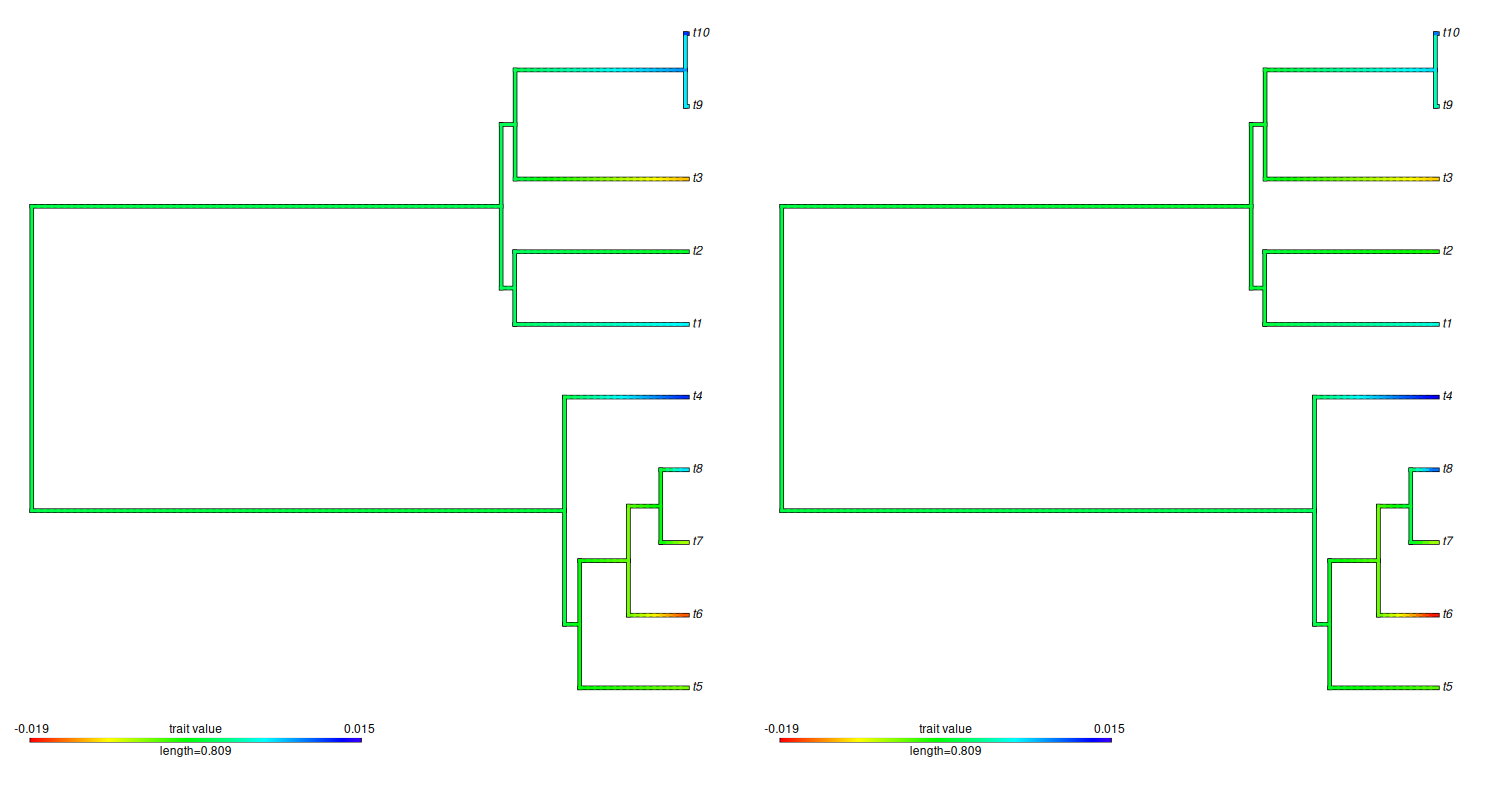 t10
t9
t3
t2
t1
t4
t8
t7
t6
t5
-0.019 trait value 0.015
length=0.809
t10
t9
t3
t2
t1
t4
t8
t7
t6
t5
-0.019 trait value 0.015
length=0.809